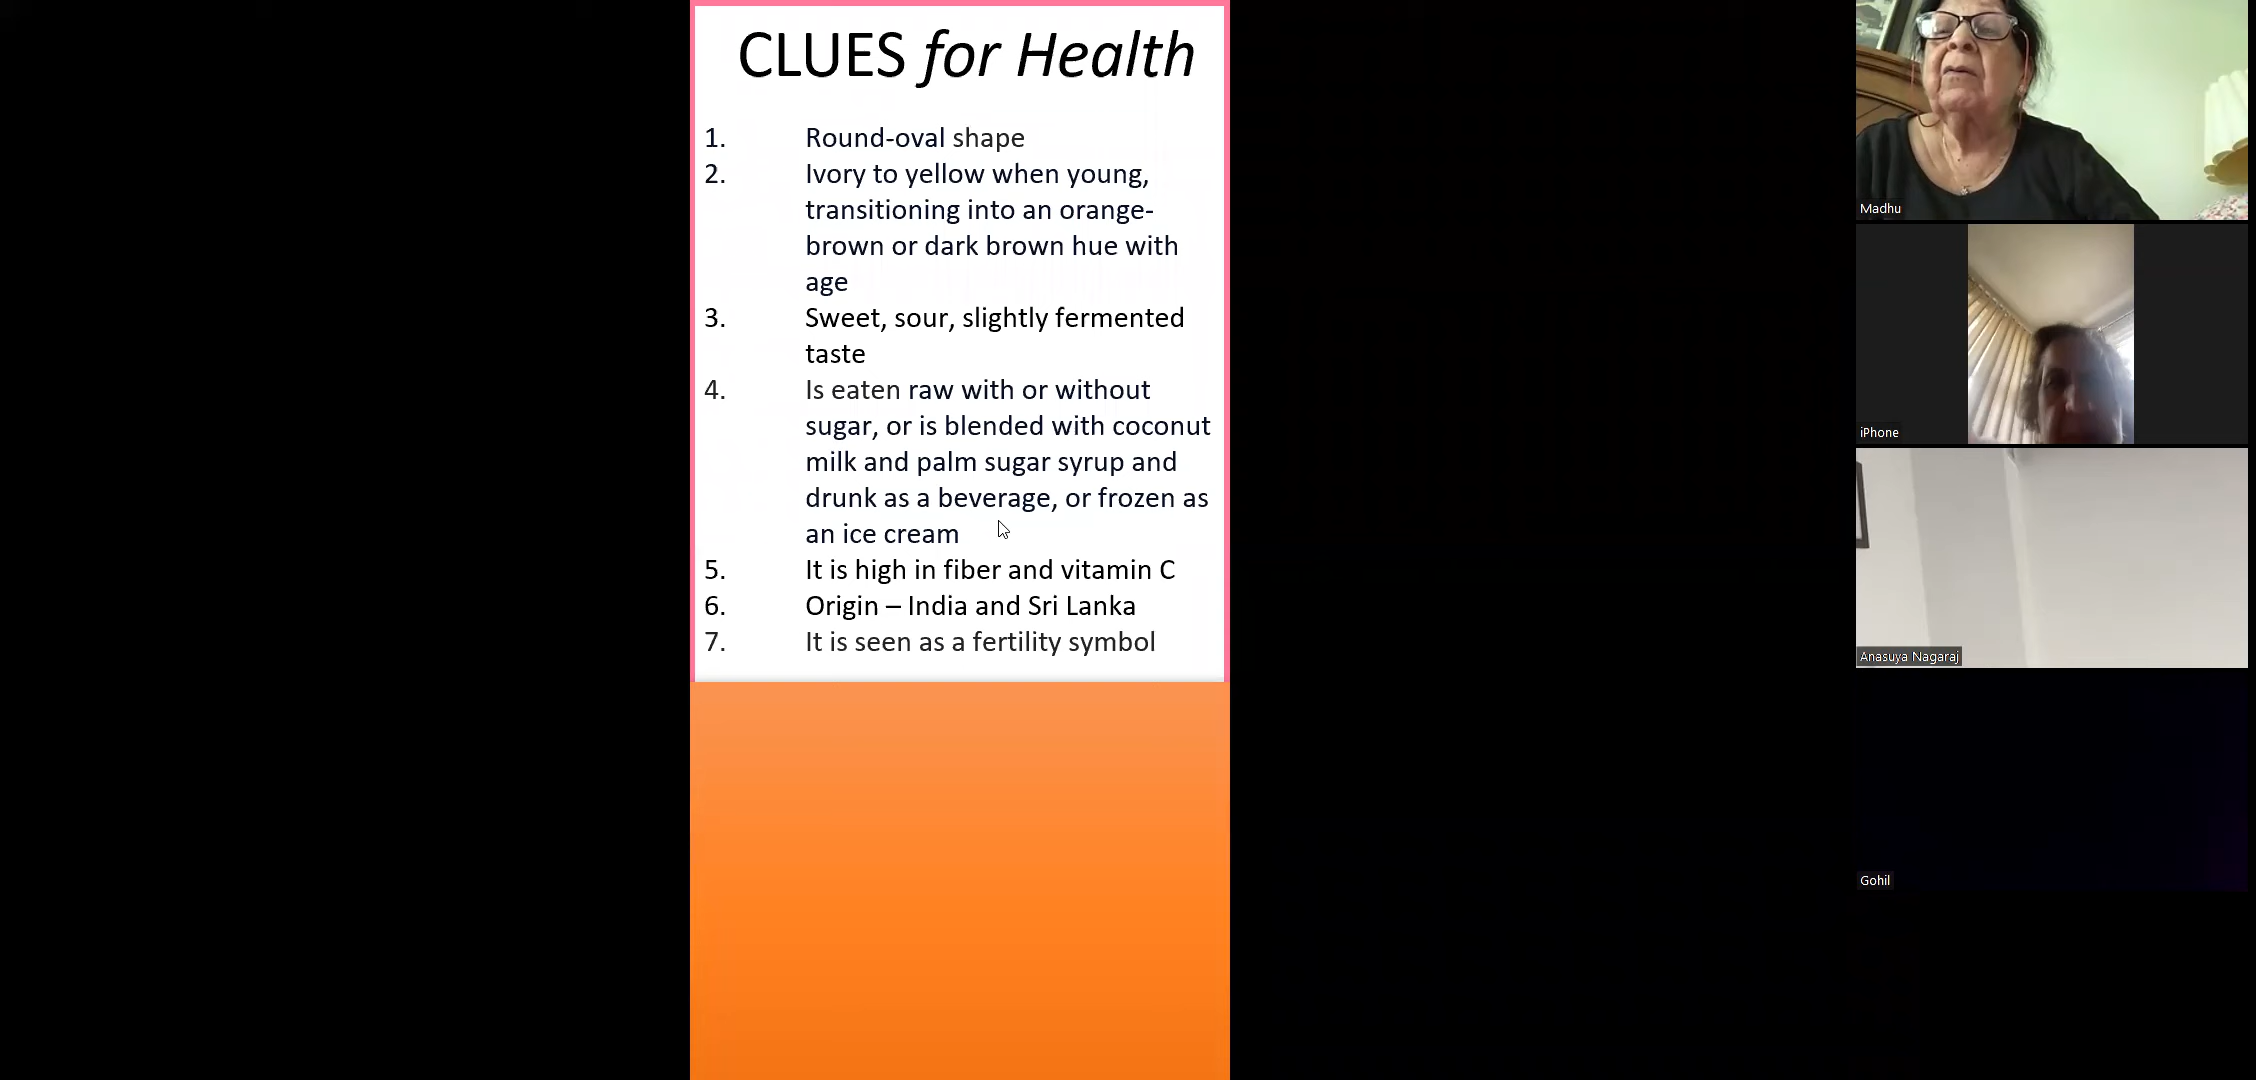 CLUES for Health
1. Round-oval shape
2. Ivory to yellow when young,
transitioning into an orange-
brown or dark brown hue with
age
3. Sweet, sour, slightly fermented
taste
4. Is eaten raw with or without
sugar, or is blended with coconut
milk and palm sugar syrup and
drunk as a beverage, or frozen as
an ice cream
5. It is high in fiber and vitamin C
6. Origin – India and Sri Lanka
7. It is seen as a fertility symbol
Madhu
iPhone
Anasuya Nagaraj
Gohil